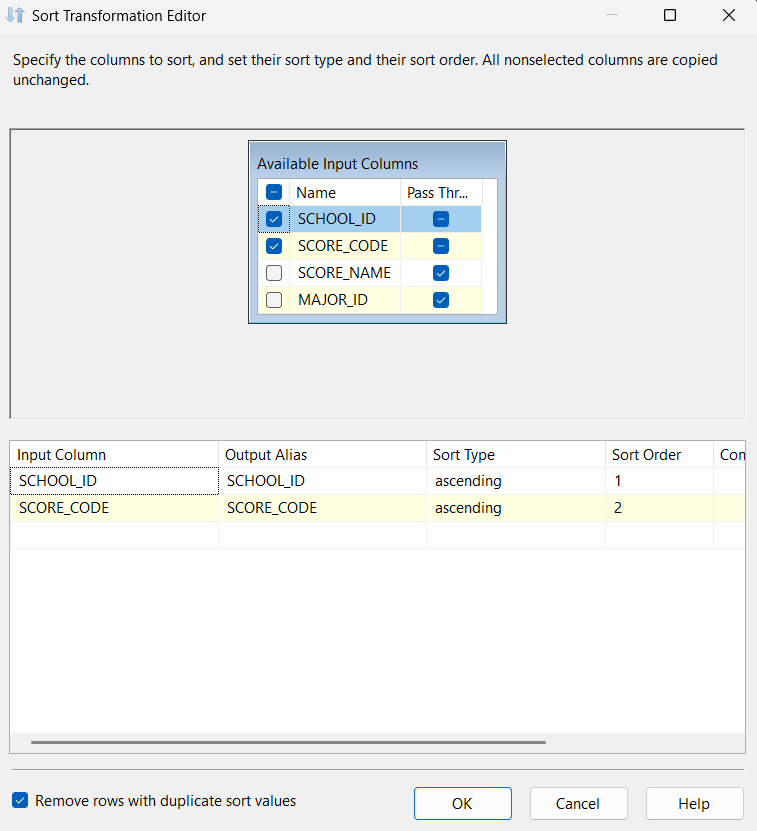 Sort Transformation Editor
Specify the columns to sort, and set their sort type and their sort order. All nonselected columns are copied
unchanged.
Available Input Columns
Name Pass Thr...
SCHOOL_ID
SCORE_CODE
SCORE_NAME
MAJOR_ID
Input Column Output Alias Sort Type Sort Order Con
SCHOOL_ID SCHOOL_ID ascending 1
SCORE_CODE SCORE_CODE ascending 2
Remove rows with duplicate sort values OK Cancel Help